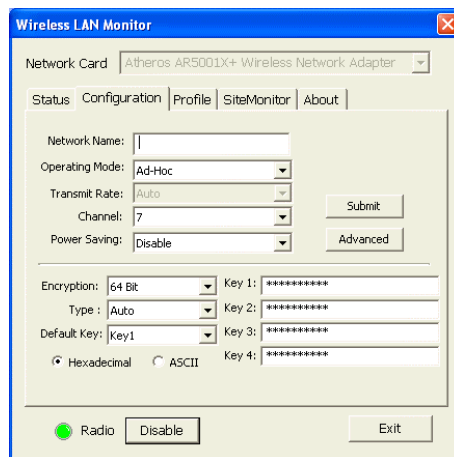 Wireless LAN Monitor
Network Card Atheros AR5001X+ Wireless Network Adapter
Status Configuration Profile SiteMonitor About
Network Name:
Operating Mode: Ad-Hoc
Transmit Rate: Auto
Channel: 7
Submit
Power Saving: Disable
Advanced
Encryption: 64 Bit
Key 1: **********
Type : Auto
Key 2: **********
Default Key: Key1
Key 3: **********
Hexadecimal ASCII
Key 4: **********
Radio Disable Exit